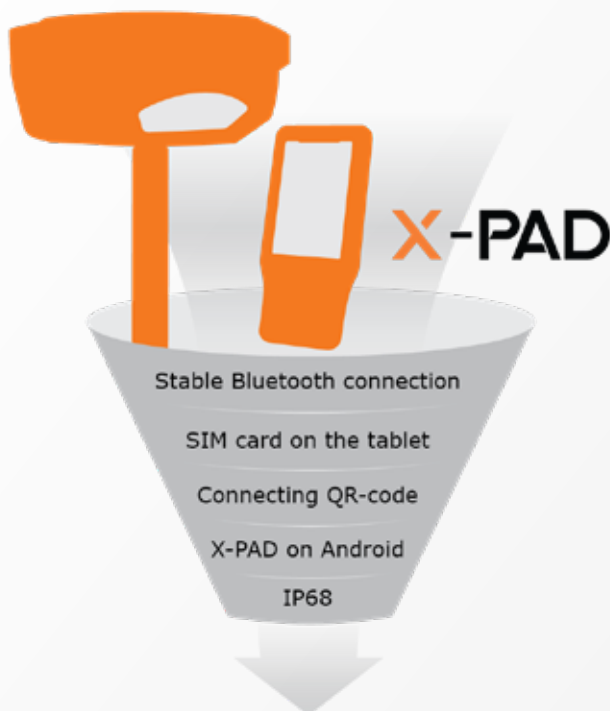 X-PAD
Stable Bluetooth connection
SIM card on the tablet
Connecting QR-code
X-PAD on Android
IP68